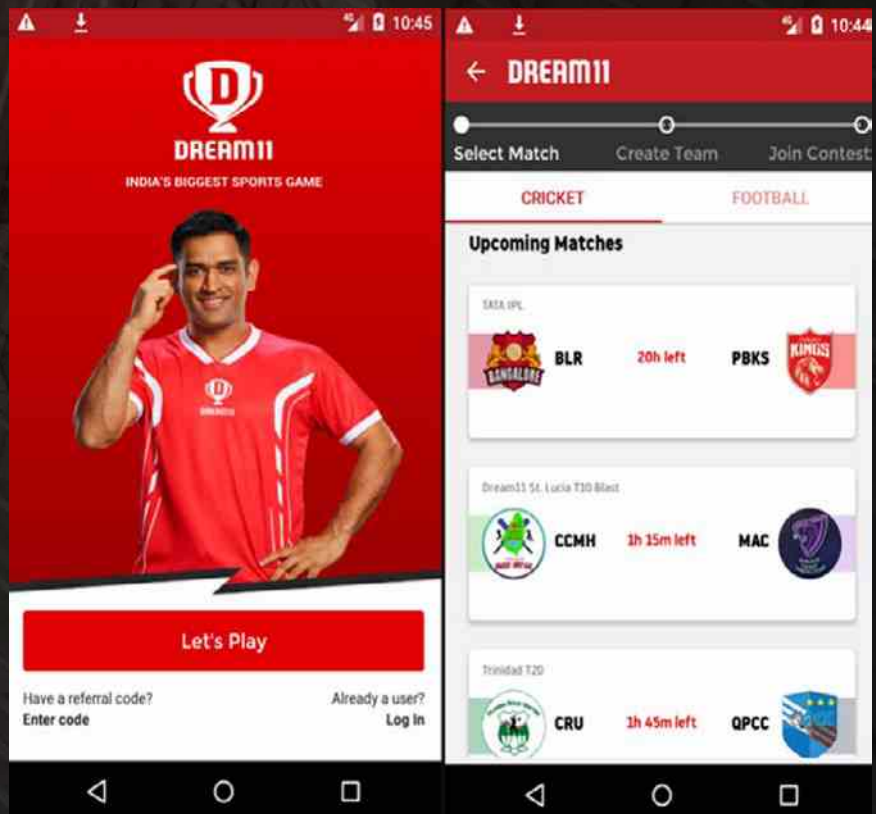 10:45
D
DREAM11
INDIA'S BIGGEST SPORTS GAME
D
DREAM11
Let's Play
Have a referral code?
Enter code
Already a user?
Log In
10:44
DREAM11
Select Match
Create Team
Join Contest
CRICKET
FOOTBALL
Upcoming Matches
TATA IPL
BANGALORE
BLR
20h left
PBKS
KINGS
Dream11 St. Lucia T10 Blast
CCMH
1h 15m left
MAC
Trinidad T20
CRU
1h 45m left
QPCC